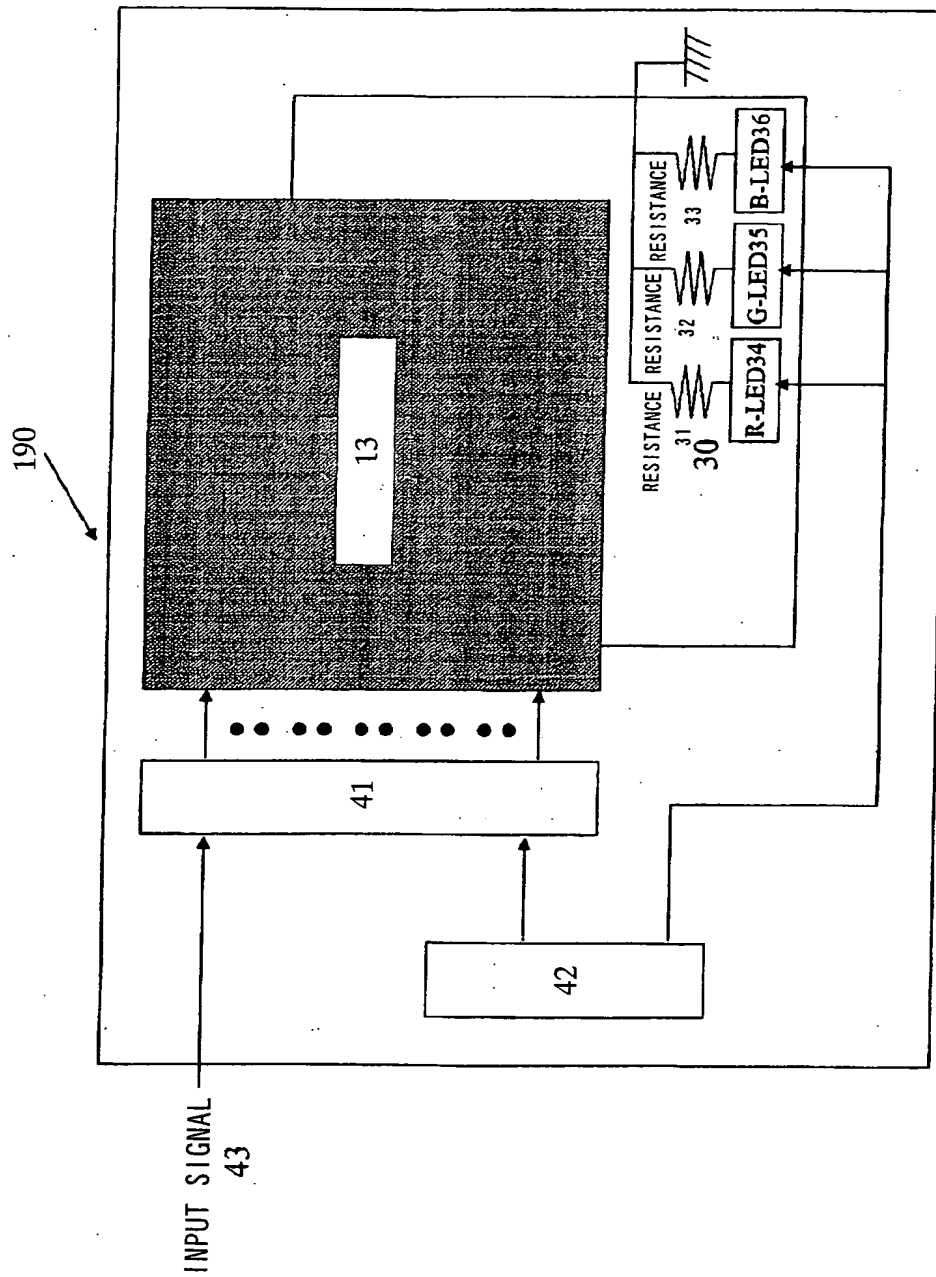 190
INPUT SIGNAL
43
41
42
13
RESISTANCE
31
RESISTANCE
32
RESISTANCE
33
30
R-LED34
G-LED35
B-LED36